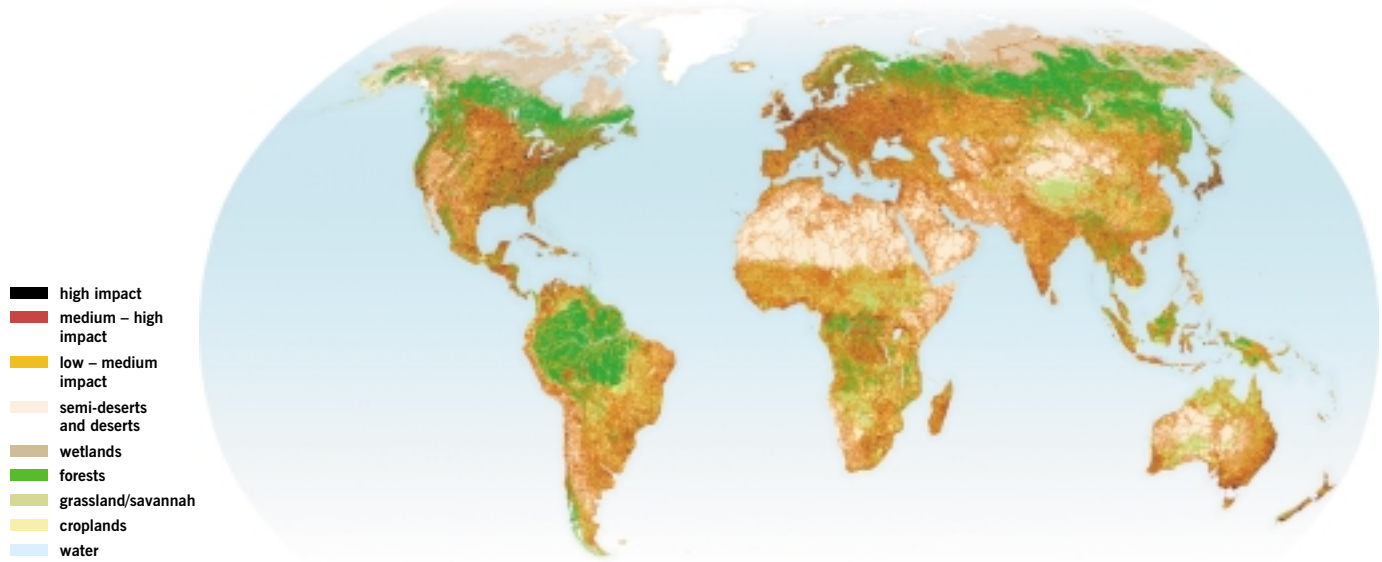 high impact
medium – high
impact
low – medium
impact
semi-deserts
and deserts
wetlands
forests
grassland/savannah
croplands
water